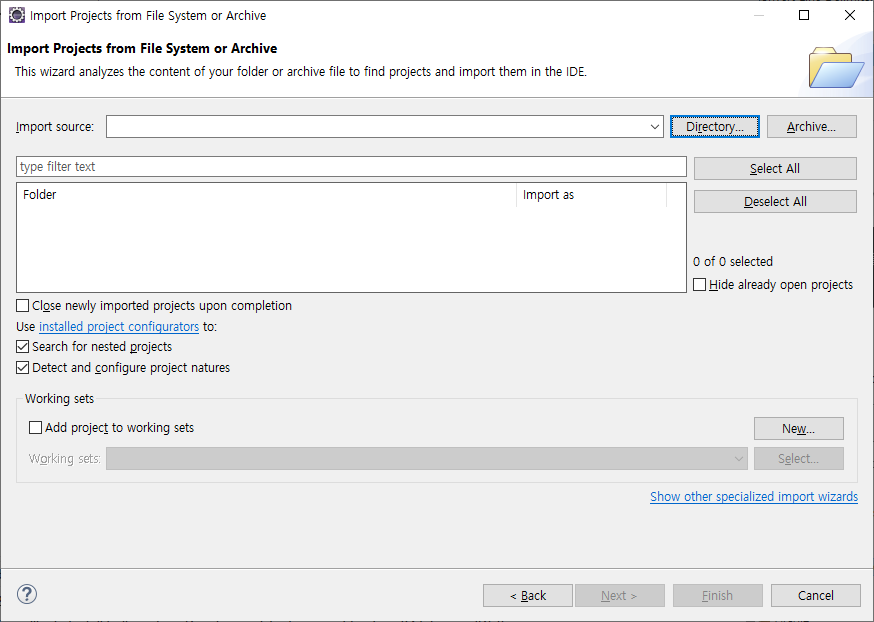 Import Projects from File System or Archive
Import Projects from File System or Archive
This wizard analyzes the content of your folder or archive file to find projects and import them in the IDE.
Import source: Directory... Archive...
type filter text Select All
Folder Import as
Deselect All
0 of 0 selected
Hide already open projects
Close newly imported projects upon completion
Use installed project configurators to:
Search for nested projects
Detect and configure project natures
Working sets
Add project to working sets New...
Working sets: Select...
Show other specialized import wizards
? < Back Next > Finish Cancel